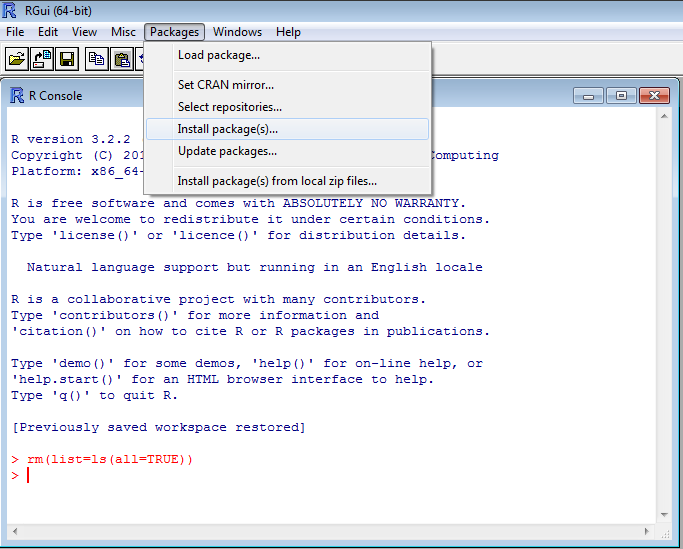 RGui (64-bit)
File Edit View Misc Packages Windows Help
Load package...
Set CRAN mirror...
Select repositories...
Install package(s)...
Update packages...
Install package(s) from local zip files...
R Console
R version 3.2.2
Copyright (C) 20 Computing
Platform: x86_64-
R is free software and comes with ABSOLUTELY NO WARRANTY.
You are welcome to redistribute it under certain conditions.
Type 'license()' or 'licence()' for distribution details.
Natural language support but running in an English locale
R is a collaborative project with many contributors.
Type 'contributors()' for more information and
'citation()' on how to cite R or R packages in publications.
Type 'demo()' for some demos, 'help()' for on-line help, or
'help.start()' for an HTML browser interface to help.
Type 'q()' to quit R.
[Previously saved workspace restored]
> rm(list=ls(all=TRUE))
>